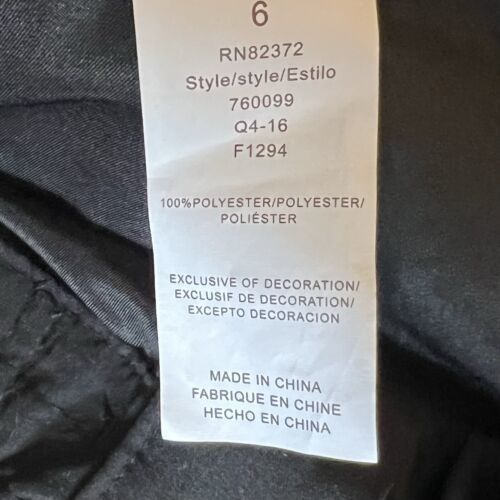 6
RN82372
Style/style/Estilo
760099
Q4-16
F1294
100%POLYESTER/POLYESTER/
POLIÉSTER
EXCLUSIVE OF DECORATION/
EXCLUSIF DE DECORATION/
EXCEPTO DECORACION
MADE IN CHINA
FABRIQUE EN CHINE
HECHO EN CHINA